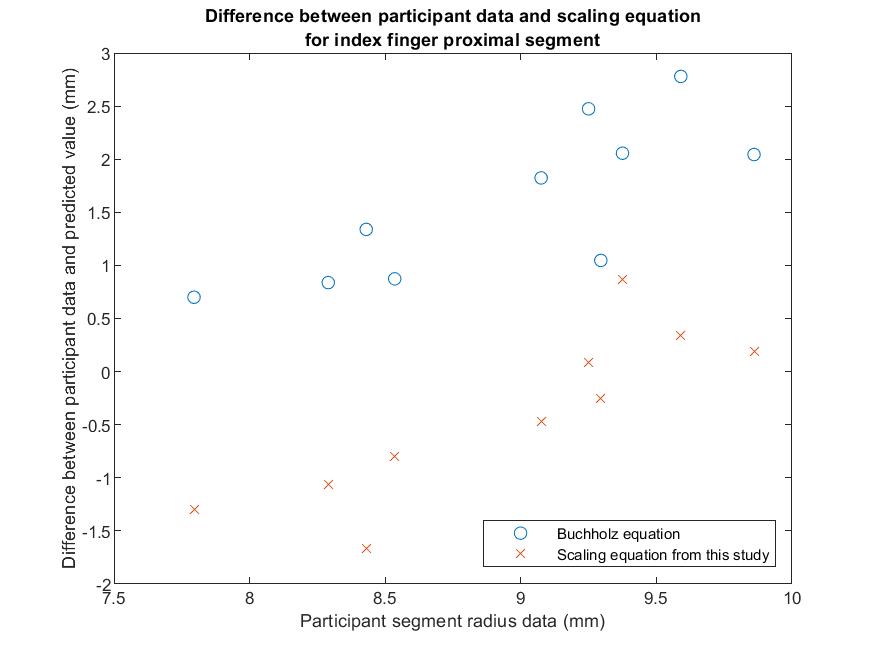 Difference between participant data and scaling equation
for index finger proximal segment
Difference between participant data and predicted value (mm)
3
2.5
2
1.5
1
0.5
0
-0.5
-1
-1.5
-2
7.5
8
8.5
9
9.5
10
Participant segment radius data (mm)
Buchholz equation
Scaling equation from this study